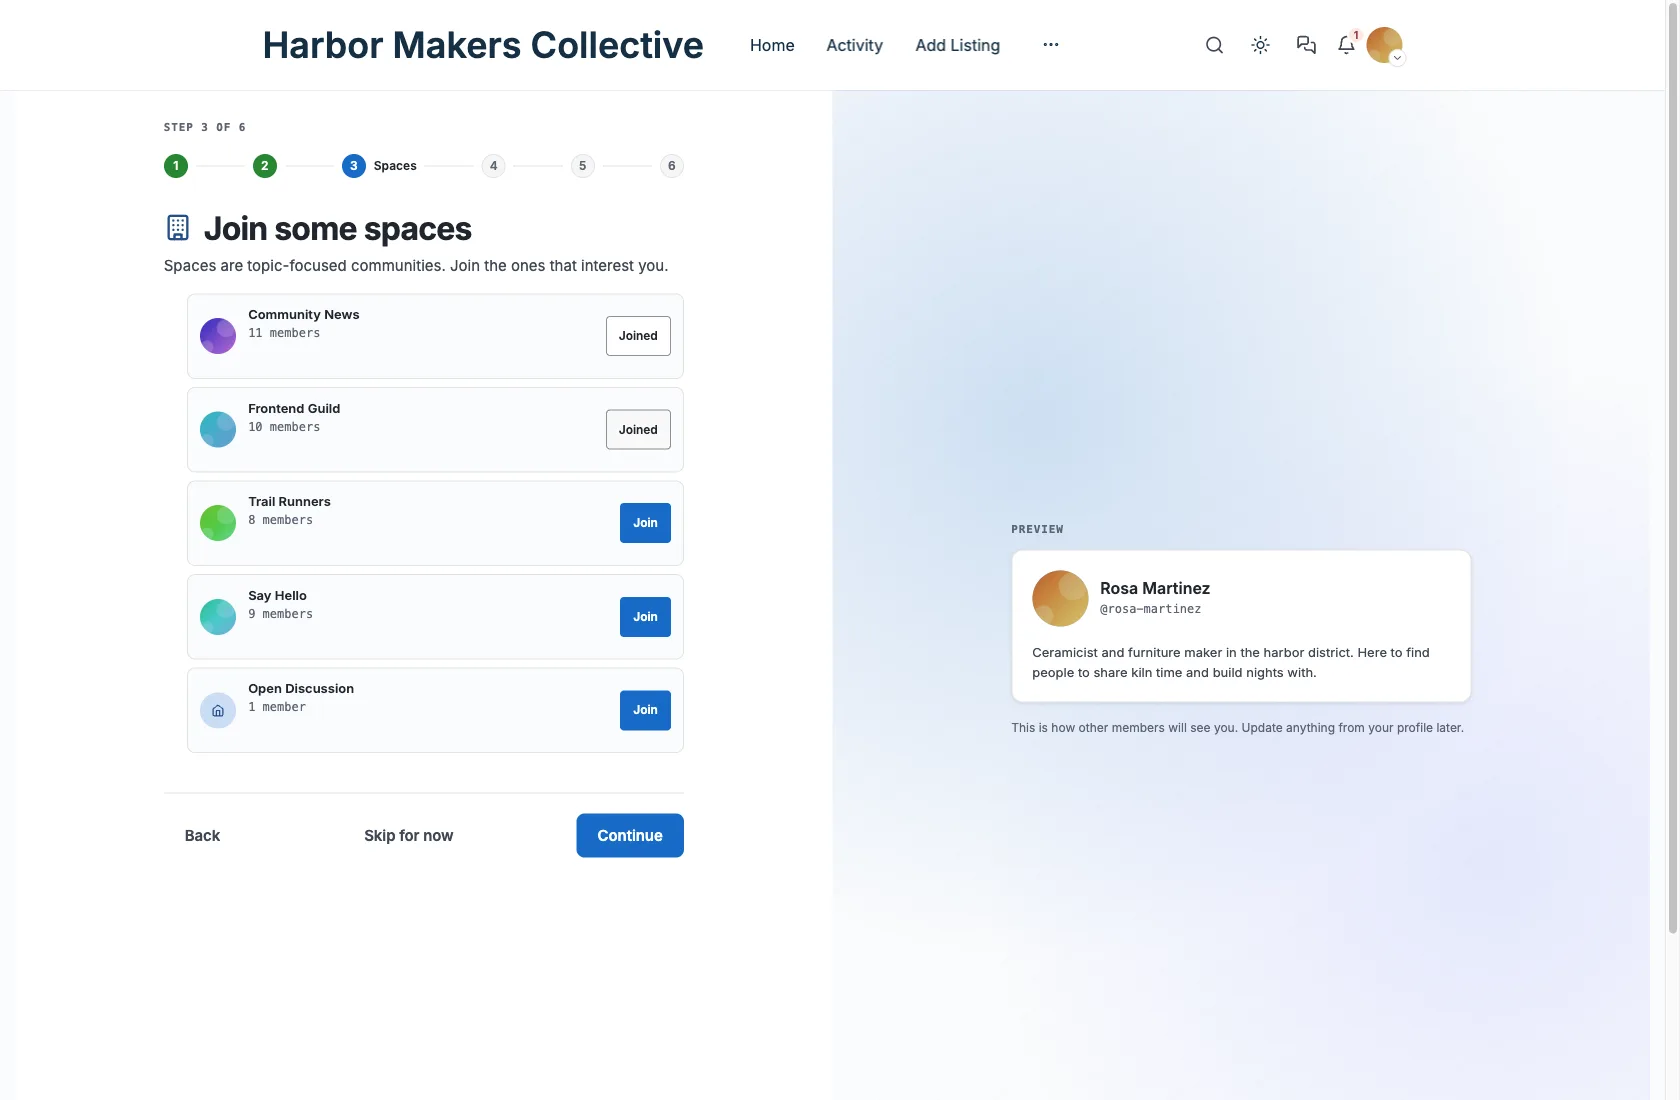 Harbor Makers Collective
Home
Activity
Add Listing
1
STEP 3 OF 6
1
2
3
Spaces
4
5
6
Join some spaces
Spaces are topic-focused communities. Join the ones that interest you.
Community News
11 members
Joined
Frontend Guild
10 members
Joined
Trail Runners
8 members
Join
Say Hello
9 members
Join
Open Discussion
1 member
Join
Back
Skip for now
Continue
PREVIEW
Rosa Martinez
@rosa-martinez
Ceramicist and furniture maker in the harbor district. Here to find
people to share kiln time and build nights with.
This is how other members will see you. Update anything from your profile later.